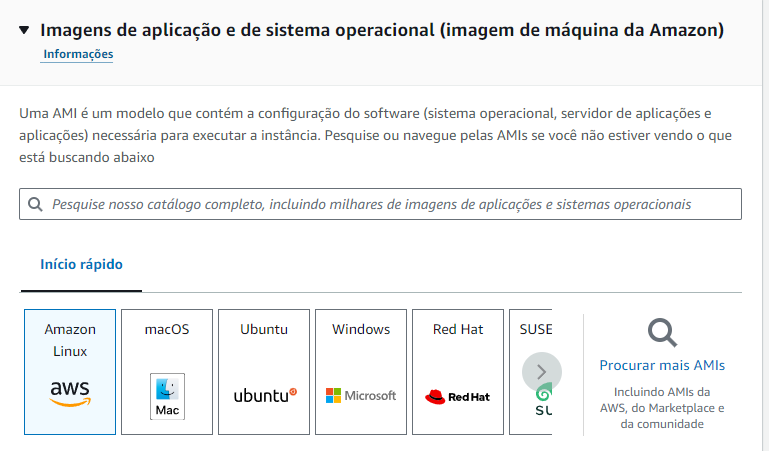 Imagens de aplicação e de sistema operacional (imagem de máquina da Amazon)
Informações
Uma AMI é um modelo que contém a configuração do software (sistema operacional, servidor de aplicações e
aplicações) necessária para executar a instância. Pesquise ou navegue pelas AMIs se você não estiver vendo o que
está buscando abaixo
Pesquise nosso catálogo completo, incluindo milhares de imagens de aplicações e sistemas operacionais
Início rápido
Amazon
Linux
aws
macOS
Mac
Ubuntu
ubuntu
Windows
Microsoft
Red Hat
Red Hat
SUSE
SU
Procurar mais AMIs
Incluindo AMIs da
AWS, do Marketplace e
da comunidade